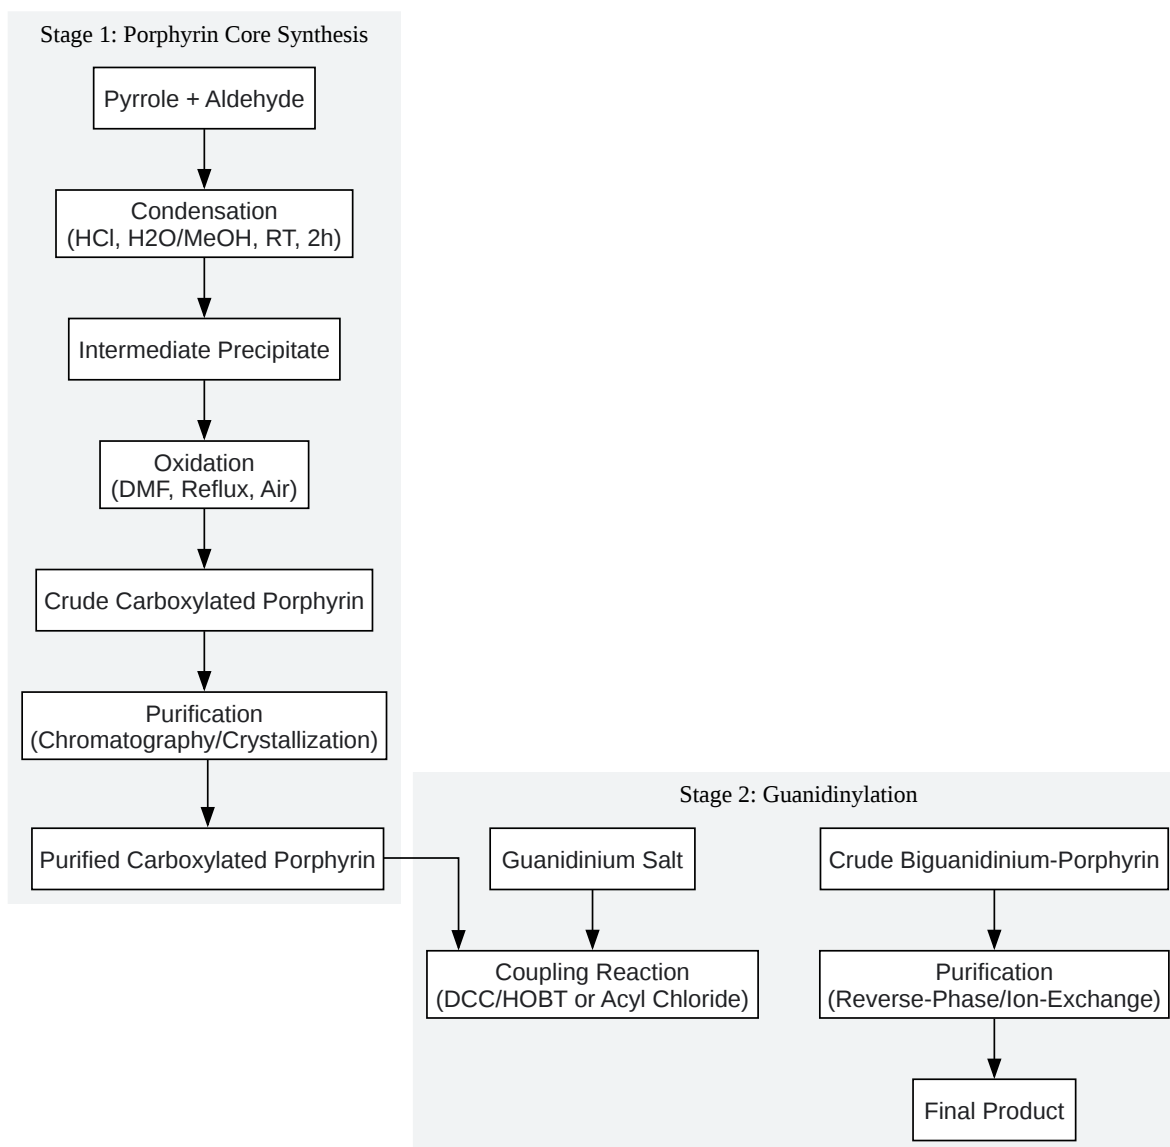 Stage 1: Porphyrin Core Synthesis
Pyrrole + Aldehyde
Condensation
(HCl, H2O/MeOH, RT, 2h)
Intermediate Precipitate
Oxidation
(DMF, Reflux, Air)
Crude Carboxylated Porphyrin
Purification
(Chromatography/Crystallization)
Purified Carboxylated Porphyrin
Stage 2: Guanidinylation
Guanidinium Salt
Coupling Reaction
(DCC/HOBT or Acyl Chloride)
Crude Biguanidinium-Porphyrin
Purification
(Reverse-Phase/Ion-Exchange)
Final Product